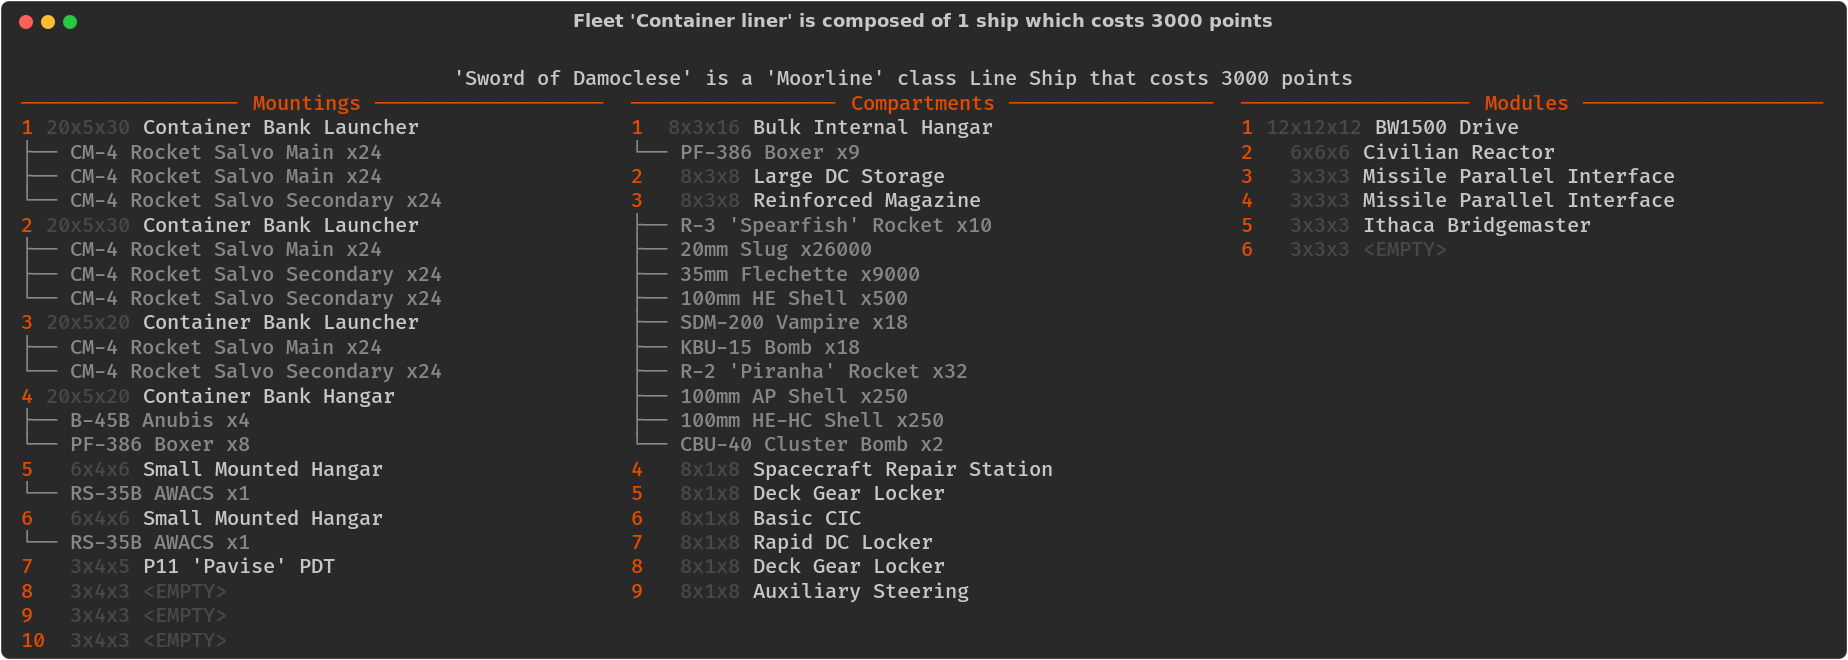 Fleet 'Container liner' is composed of 1 ship which costs 3000 points
'Sword of Damoclese' is a 'Moorline' class Line Ship that costs 3000 points
Mountings
1 20x5x30 Container Bank Launcher
CM-4 Rocket Salvo Main x24
CM-4 Rocket Salvo Main x24
CM-4 Rocket Salvo Secondary x24
2 20x5x30 Container Bank Launcher
CM-4 Rocket Salvo Main x24
CM-4 Rocket Salvo Secondary x24
CM-4 Rocket Salvo Secondary x24
3 20x5x20 Container Bank Launcher
CM-4 Rocket Salvo Main x24
CM-4 Rocket Salvo Secondary x24
4 20x5x20 Container Bank Hangar
B-45B Anubis x4
PF-386 Boxer x8
5 6x4x6 Small Mounted Hangar
RS-35B AWACS x1
6 6x4x6 Small Mounted Hangar
RS-35B AWACS x1
7 3x4x5 P11 'Pavise' PDT
8 3x4x3 <EMPTY>
9 3x4x3 <EMPTY>
10 3x4x3 <EMPTY>
Compartments
1 8x3x16 Bulk Internal Hangar
PF-386 Boxer x9
2 8x3x8 Large DC Storage
3 8x3x8 Reinforced Magazine
R-3 'Spearfish' Rocket x10
20mm Slug x26000
35mm Flechette x9000
100mm HE Shell x500
SDM-200 Vampire x18
KBU-15 Bomb x18
R-2 'Piranha' Rocket x32
100mm AP Shell x250
100mm HE-HC Shell x250
CBU-40 Cluster Bomb x2
4 8x1x8 Spacecraft Repair Station
5 8x1x8 Deck Gear Locker
6 8x1x8 Basic CIC
7 8x1x8 Rapid DC Locker
8 8x1x8 Deck Gear Locker
9 8x1x8 Auxiliary Steering
Modules
1 12x12x12 BW1500 Drive
2 6x6x6 Civilian Reactor
3 3x3x3 Missile Parallel Interface
4 3x3x3 Missile Parallel Interface
5 3x3x3 Ithaca Bridgemaster
6 3x3x3 <EMPTY>